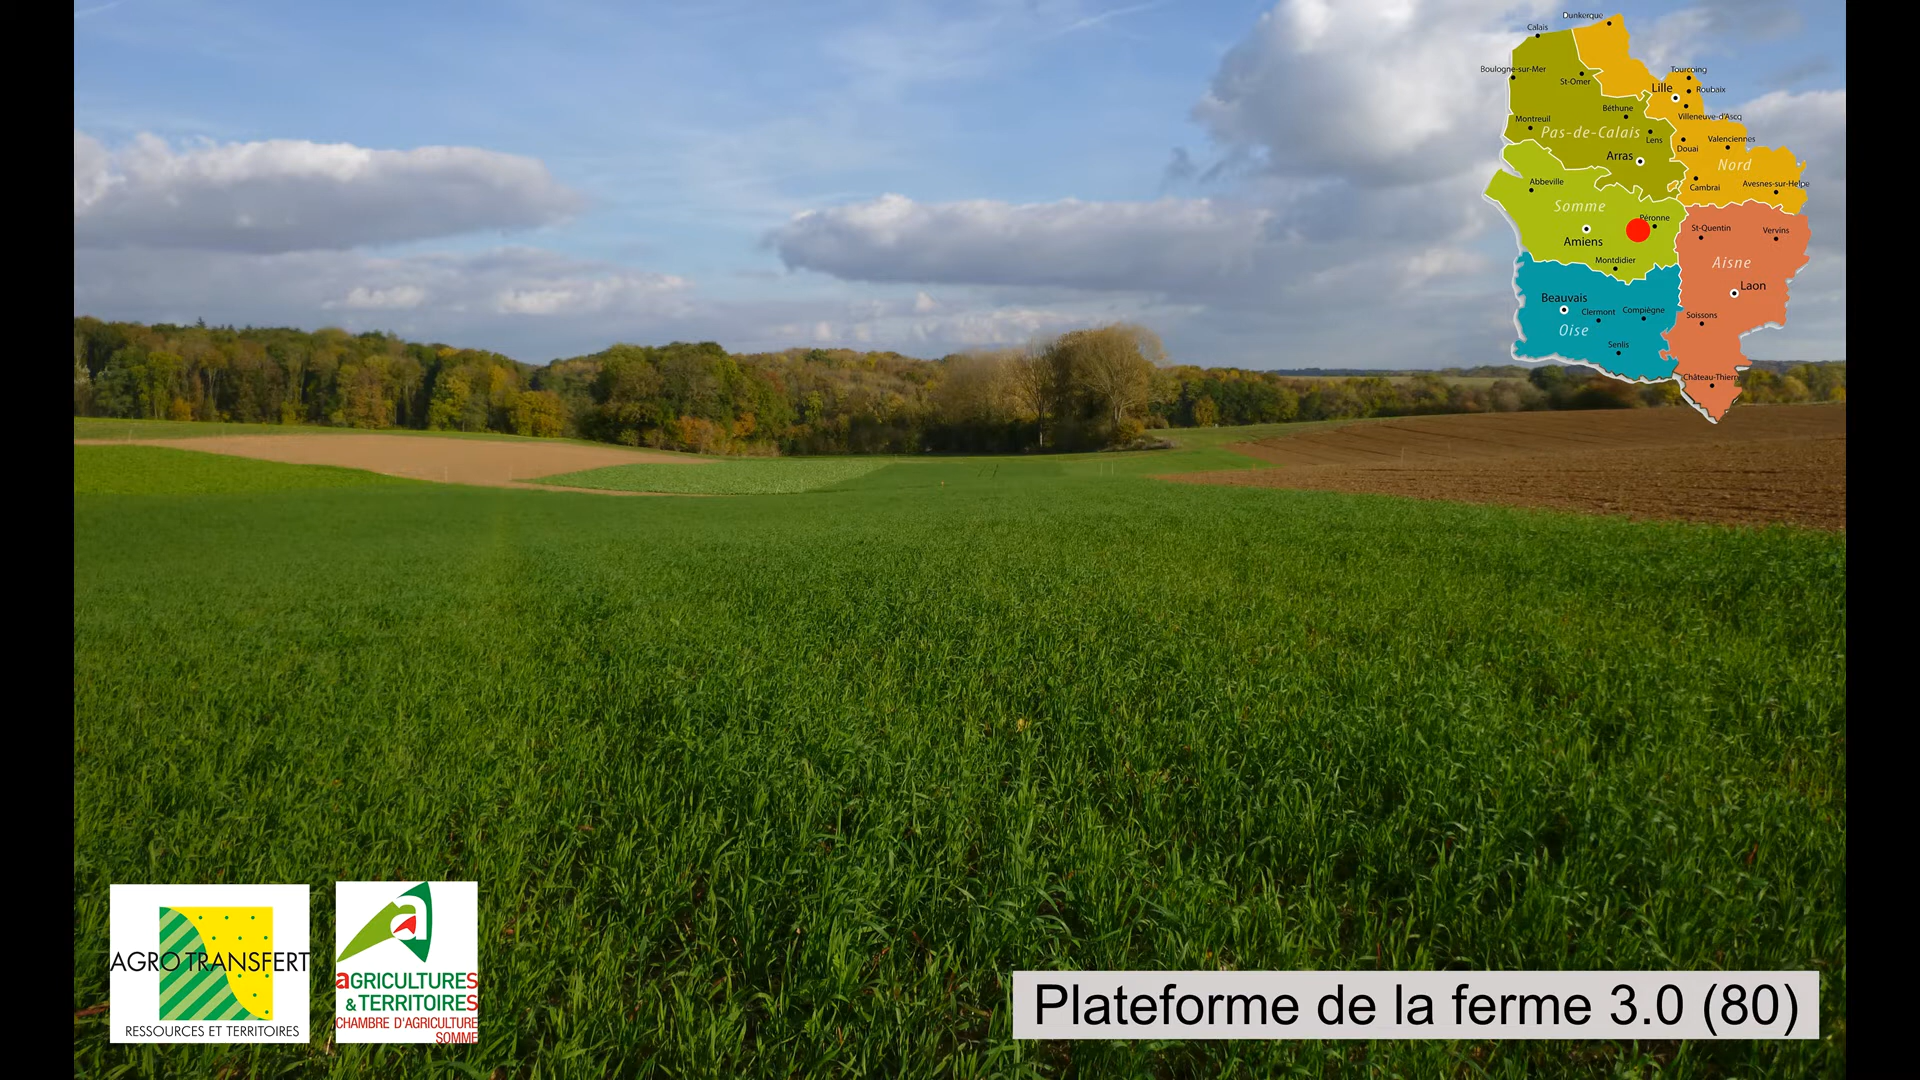 Dunkerque
Calais
Boulogne-sur-Mer
St-Omer
Tourcoing
Lille
Roubaix
Béthune
Villeneuve-d'Ascq
Montreuil
Pas-de-Calais
Lens
Douai
Valenciennes
Arras
Nord
Abbeville
Cambrai
Avesnes-sur-Helpe
Somme
Péronne
St-Quentin
Vervins
Amiens
Montdidier
Aisne
Laon
Beauvais
Clermont
Compiègne
Soissons
Oise
Senlis
Château-Thierry
AGROTRANSFERT
RESSOURCES ET TERRITOIRES
a
aGRICULTURES
& TERRITOIRES
CHAMBRE D'AGRICULTURE
SOMME
Plateforme de la ferme 3.0 (80)